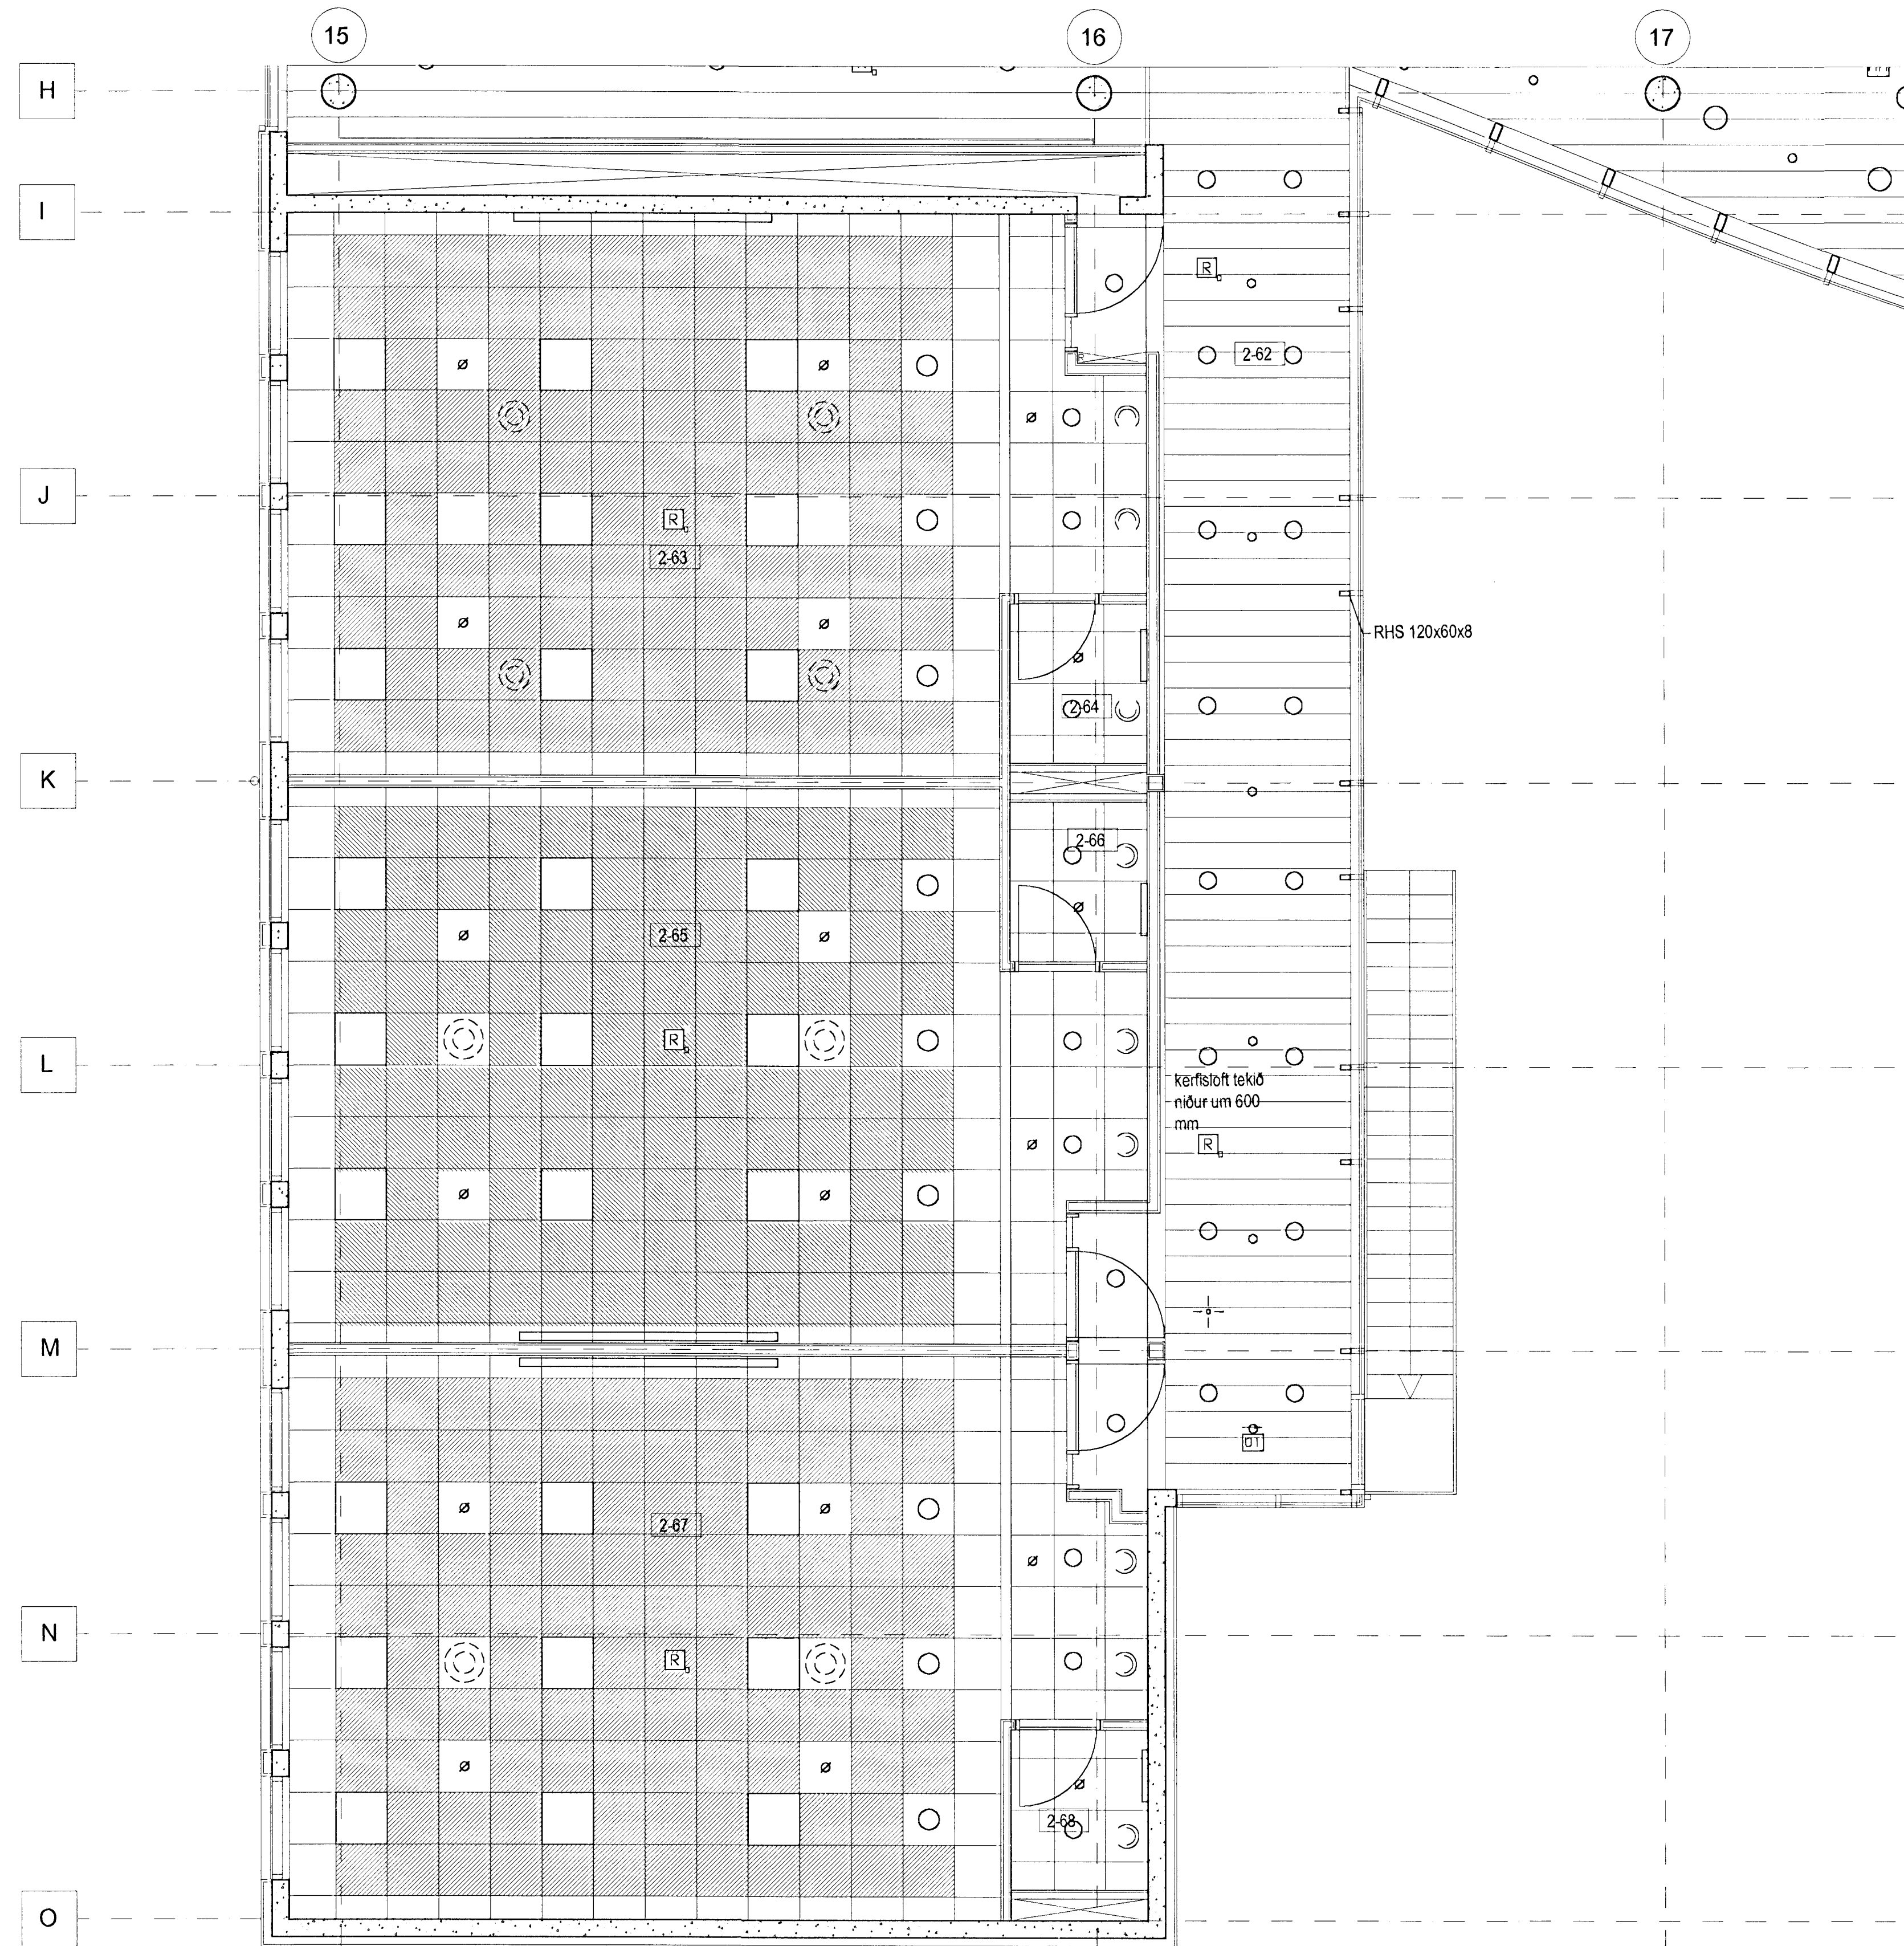 15
16
17
H
I
R
2-62
R
J
R
2-63
RHS 120x60x8
2-64
K
2-66
2-65
R
L
kerfisloft tekið
niður um 600
mm
R
M
ÚT
2-67
N
R
2-68
O